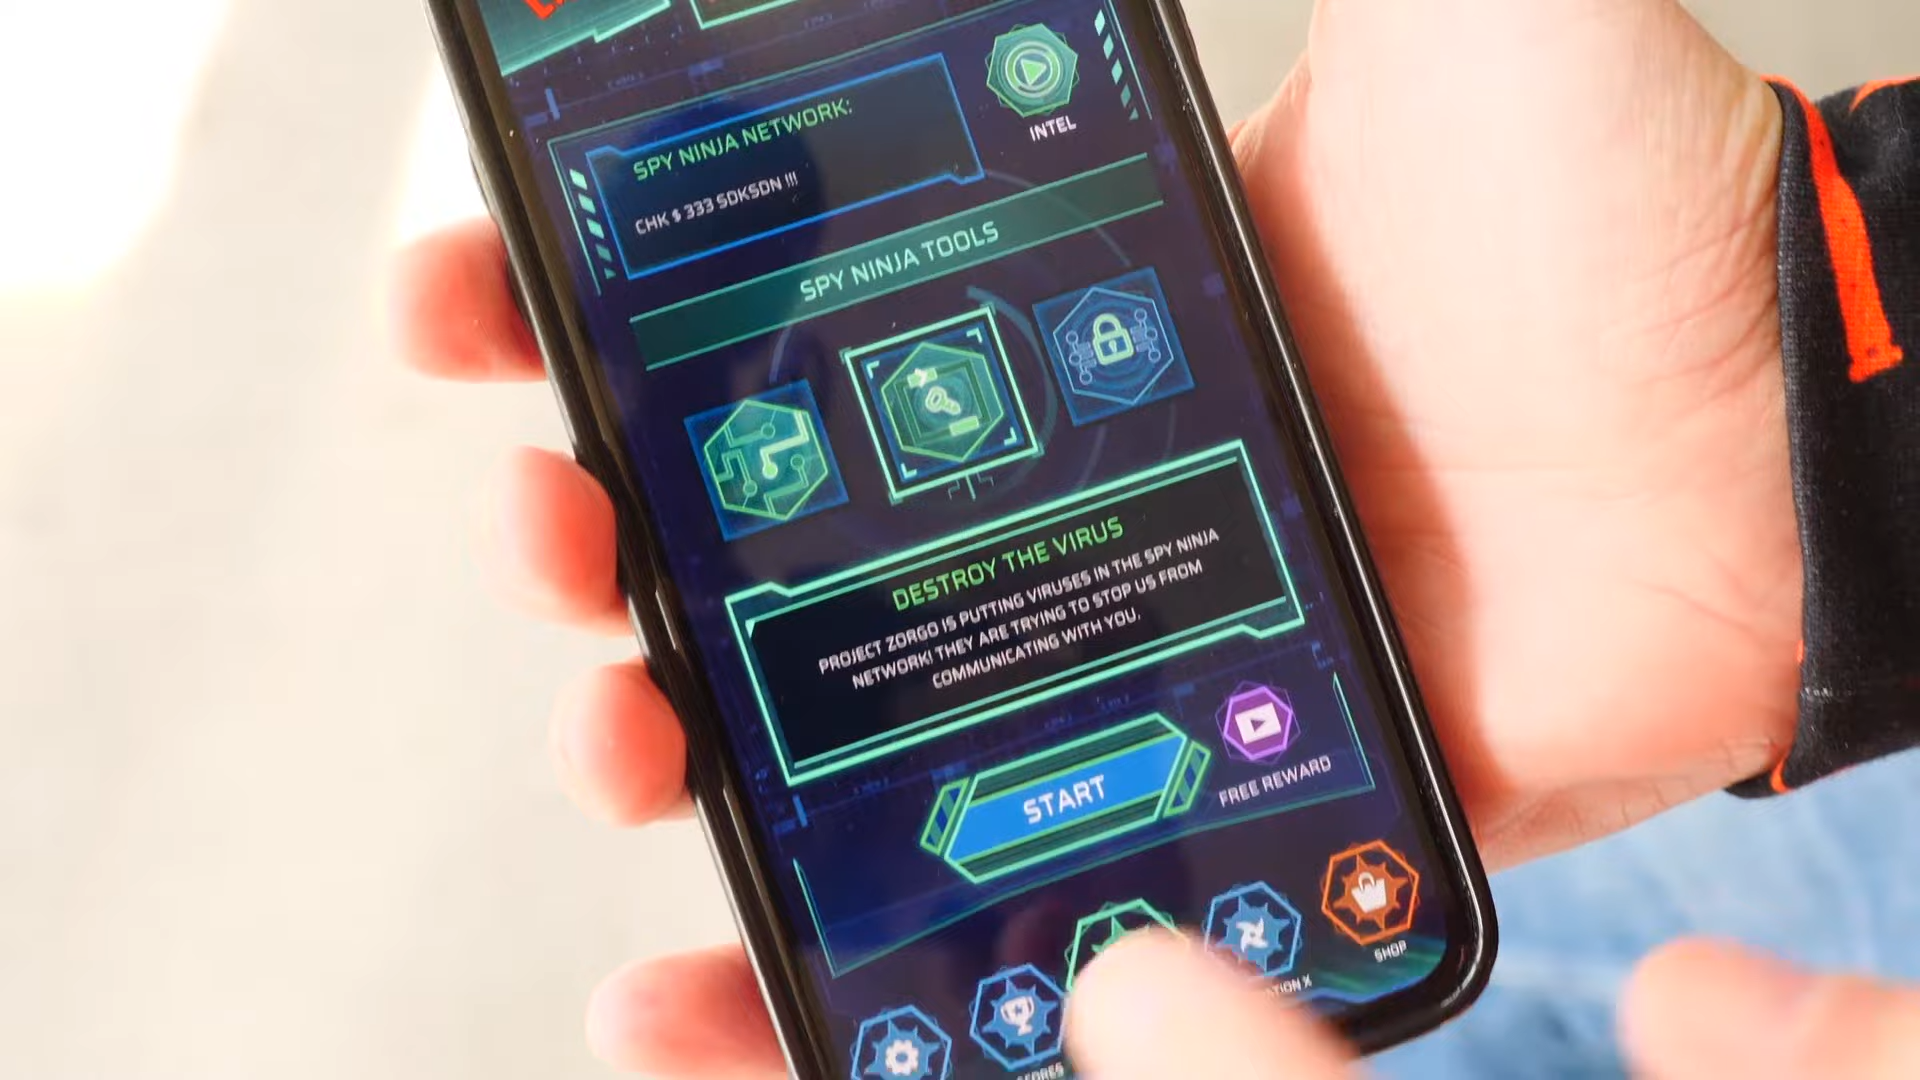 SPY NINJA NETWORK:
CHK $ 333 SDKSDN !!!
INTEL
SPY NINJA TOOLS
DESTROY THE VIRUS
PROJECT ZORGO IS PUTTING VIRUSES IN THE SPY NINJA
NETWORK! THEY ARE TRYING TO STOP US FROM
COMMUNICATING WITH YOU.
START
FREE REWARD
SHOP